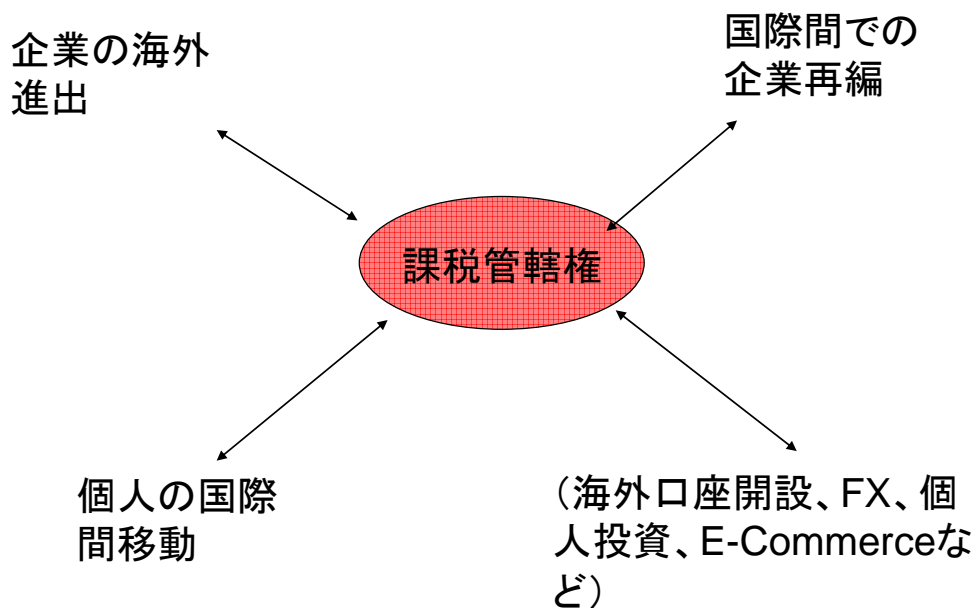 企業の海外
進出
国際間での
企業再編
課税管轄権
個人の国際
間移動
（海外口座開設、FX、個
人投資、E-Commerceな
ど）